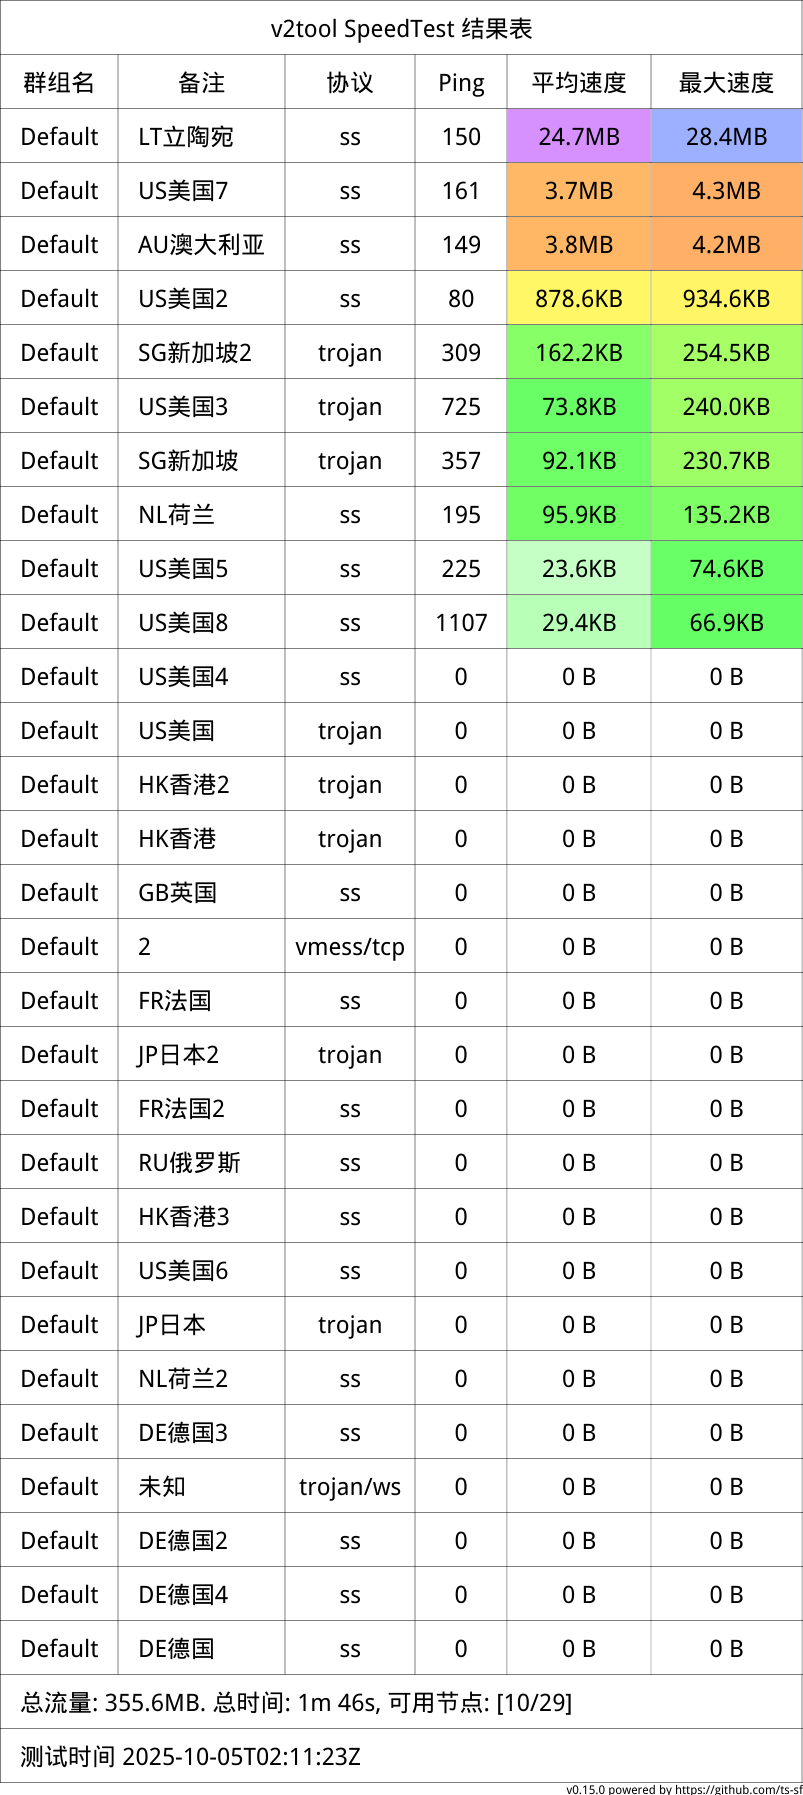 v2tool SpeedTest 结果表
群组名 备注 协议 Ping 平均速度 最大速度
Default LT立陶宛 ss 150 24.7MB 28.4MB
Default US美国7 ss 161 3.7MB 4.3MB
Default AU澳大利亚 ss 149 3.8MB 4.2MB
Default US美国2 ss 80 878.6KB 934.6KB
Default SG新加坡2 trojan 309 162.2KB 254.5KB
Default US美国3 trojan 725 73.8KB 240.0KB
Default SG新加坡 trojan 357 92.1KB 230.7KB
Default NL荷兰 ss 195 95.9KB 135.2KB
Default US美国5 ss 225 23.6KB 74.6KB
Default US美国8 ss 1107 29.4KB 66.9KB
Default US美国4 ss 0 0 B 0 B
Default US美国 trojan 0 0 B 0 B
Default HK香港2 trojan 0 0 B 0 B
Default HK香港 trojan 0 0 B 0 B
Default GB英国 ss 0 0 B 0 B
Default 2 vmess/tcp 0 0 B 0 B
Default FR法国 ss 0 0 B 0 B
Default JP日本2 trojan 0 0 B 0 B
Default FR法国2 ss 0 0 B 0 B
Default RU俄罗斯 ss 0 0 B 0 B
Default HK香港3 ss 0 0 B 0 B
Default US美国6 ss 0 0 B 0 B
Default JP日本 trojan 0 0 B 0 B
Default NL荷兰2 ss 0 0 B 0 B
Default DE德国3 ss 0 0 B 0 B
Default 未知 trojan/ws 0 0 B 0 B
Default DE德国2 ss 0 0 B 0 B
Default DE德国4 ss 0 0 B 0 B
Default DE德国 ss 0 0 B 0 B
总流量: 355.6MB. 总时间: 1m 46s, 可用节点: [10/29]
测试时间 2025-10-05T02:11:23Z
v0.15.0 powered by https://github.com/ts-sf